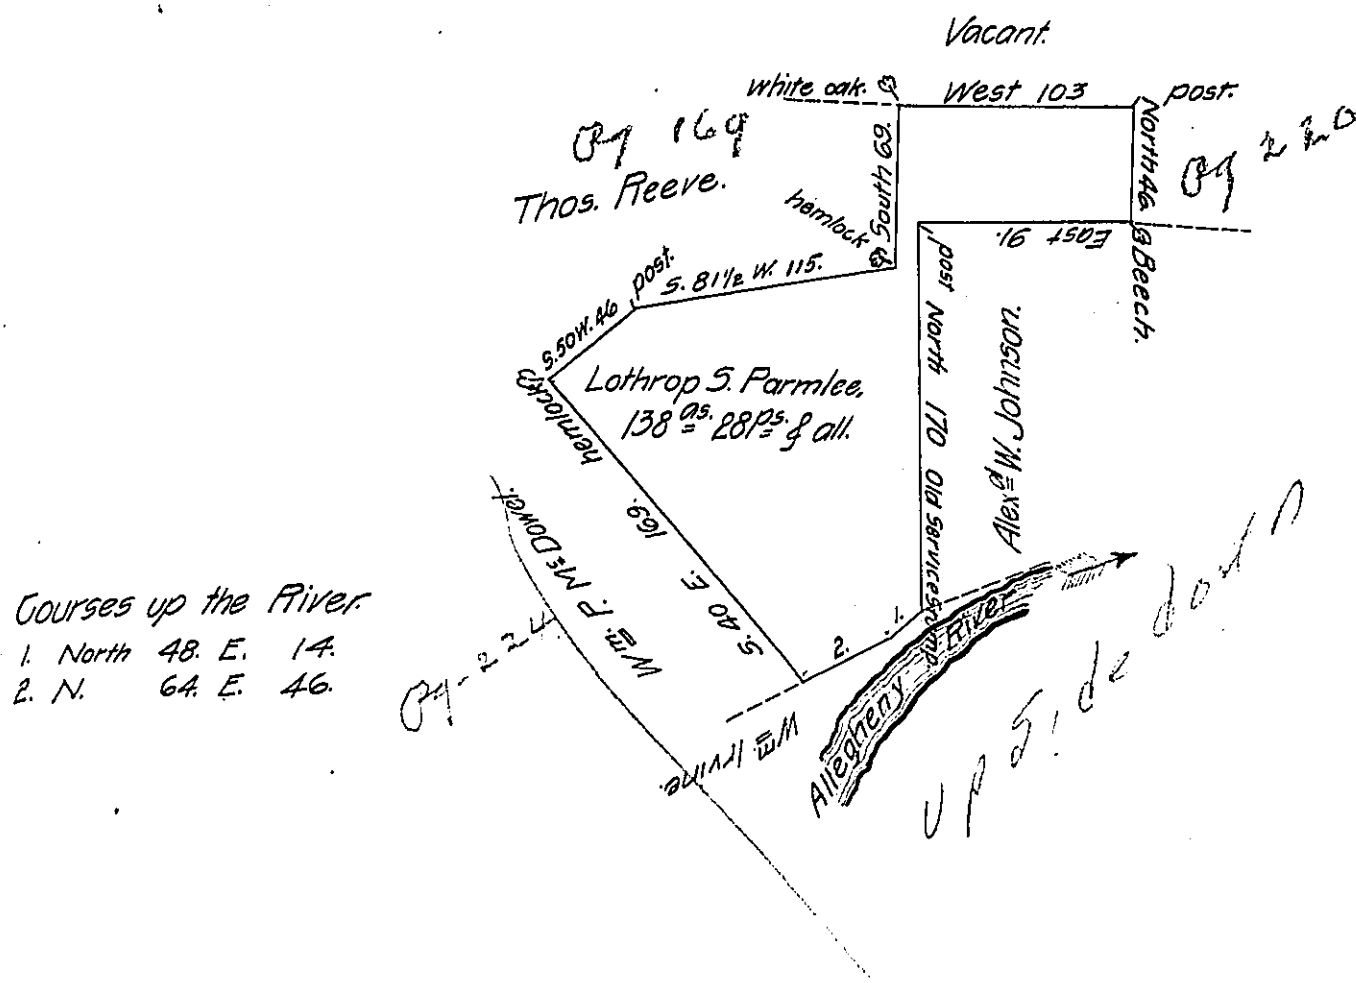 Vacant.
white oak.
West 103
post.
Pg 169
Thos. Reeve.
South 69.
hemlock
North 46
Pg 220
Beech.
East 91.
post North 170 Old Service
Alexd. W. Johnson.
post.
S. 81½ W. 115.
S. 50 W. 46
hemlock
Lothrop S. Parmlee,
138 as. 28 ps. & all.
S. 40 E. 169.
Wm. P. McDowel.
Pg-224
Wm Irvine.
1.
2.
Allegheny River
up side down
Courses up the River.
1. North 48. E. 14.
2. N. 64. E. 46.